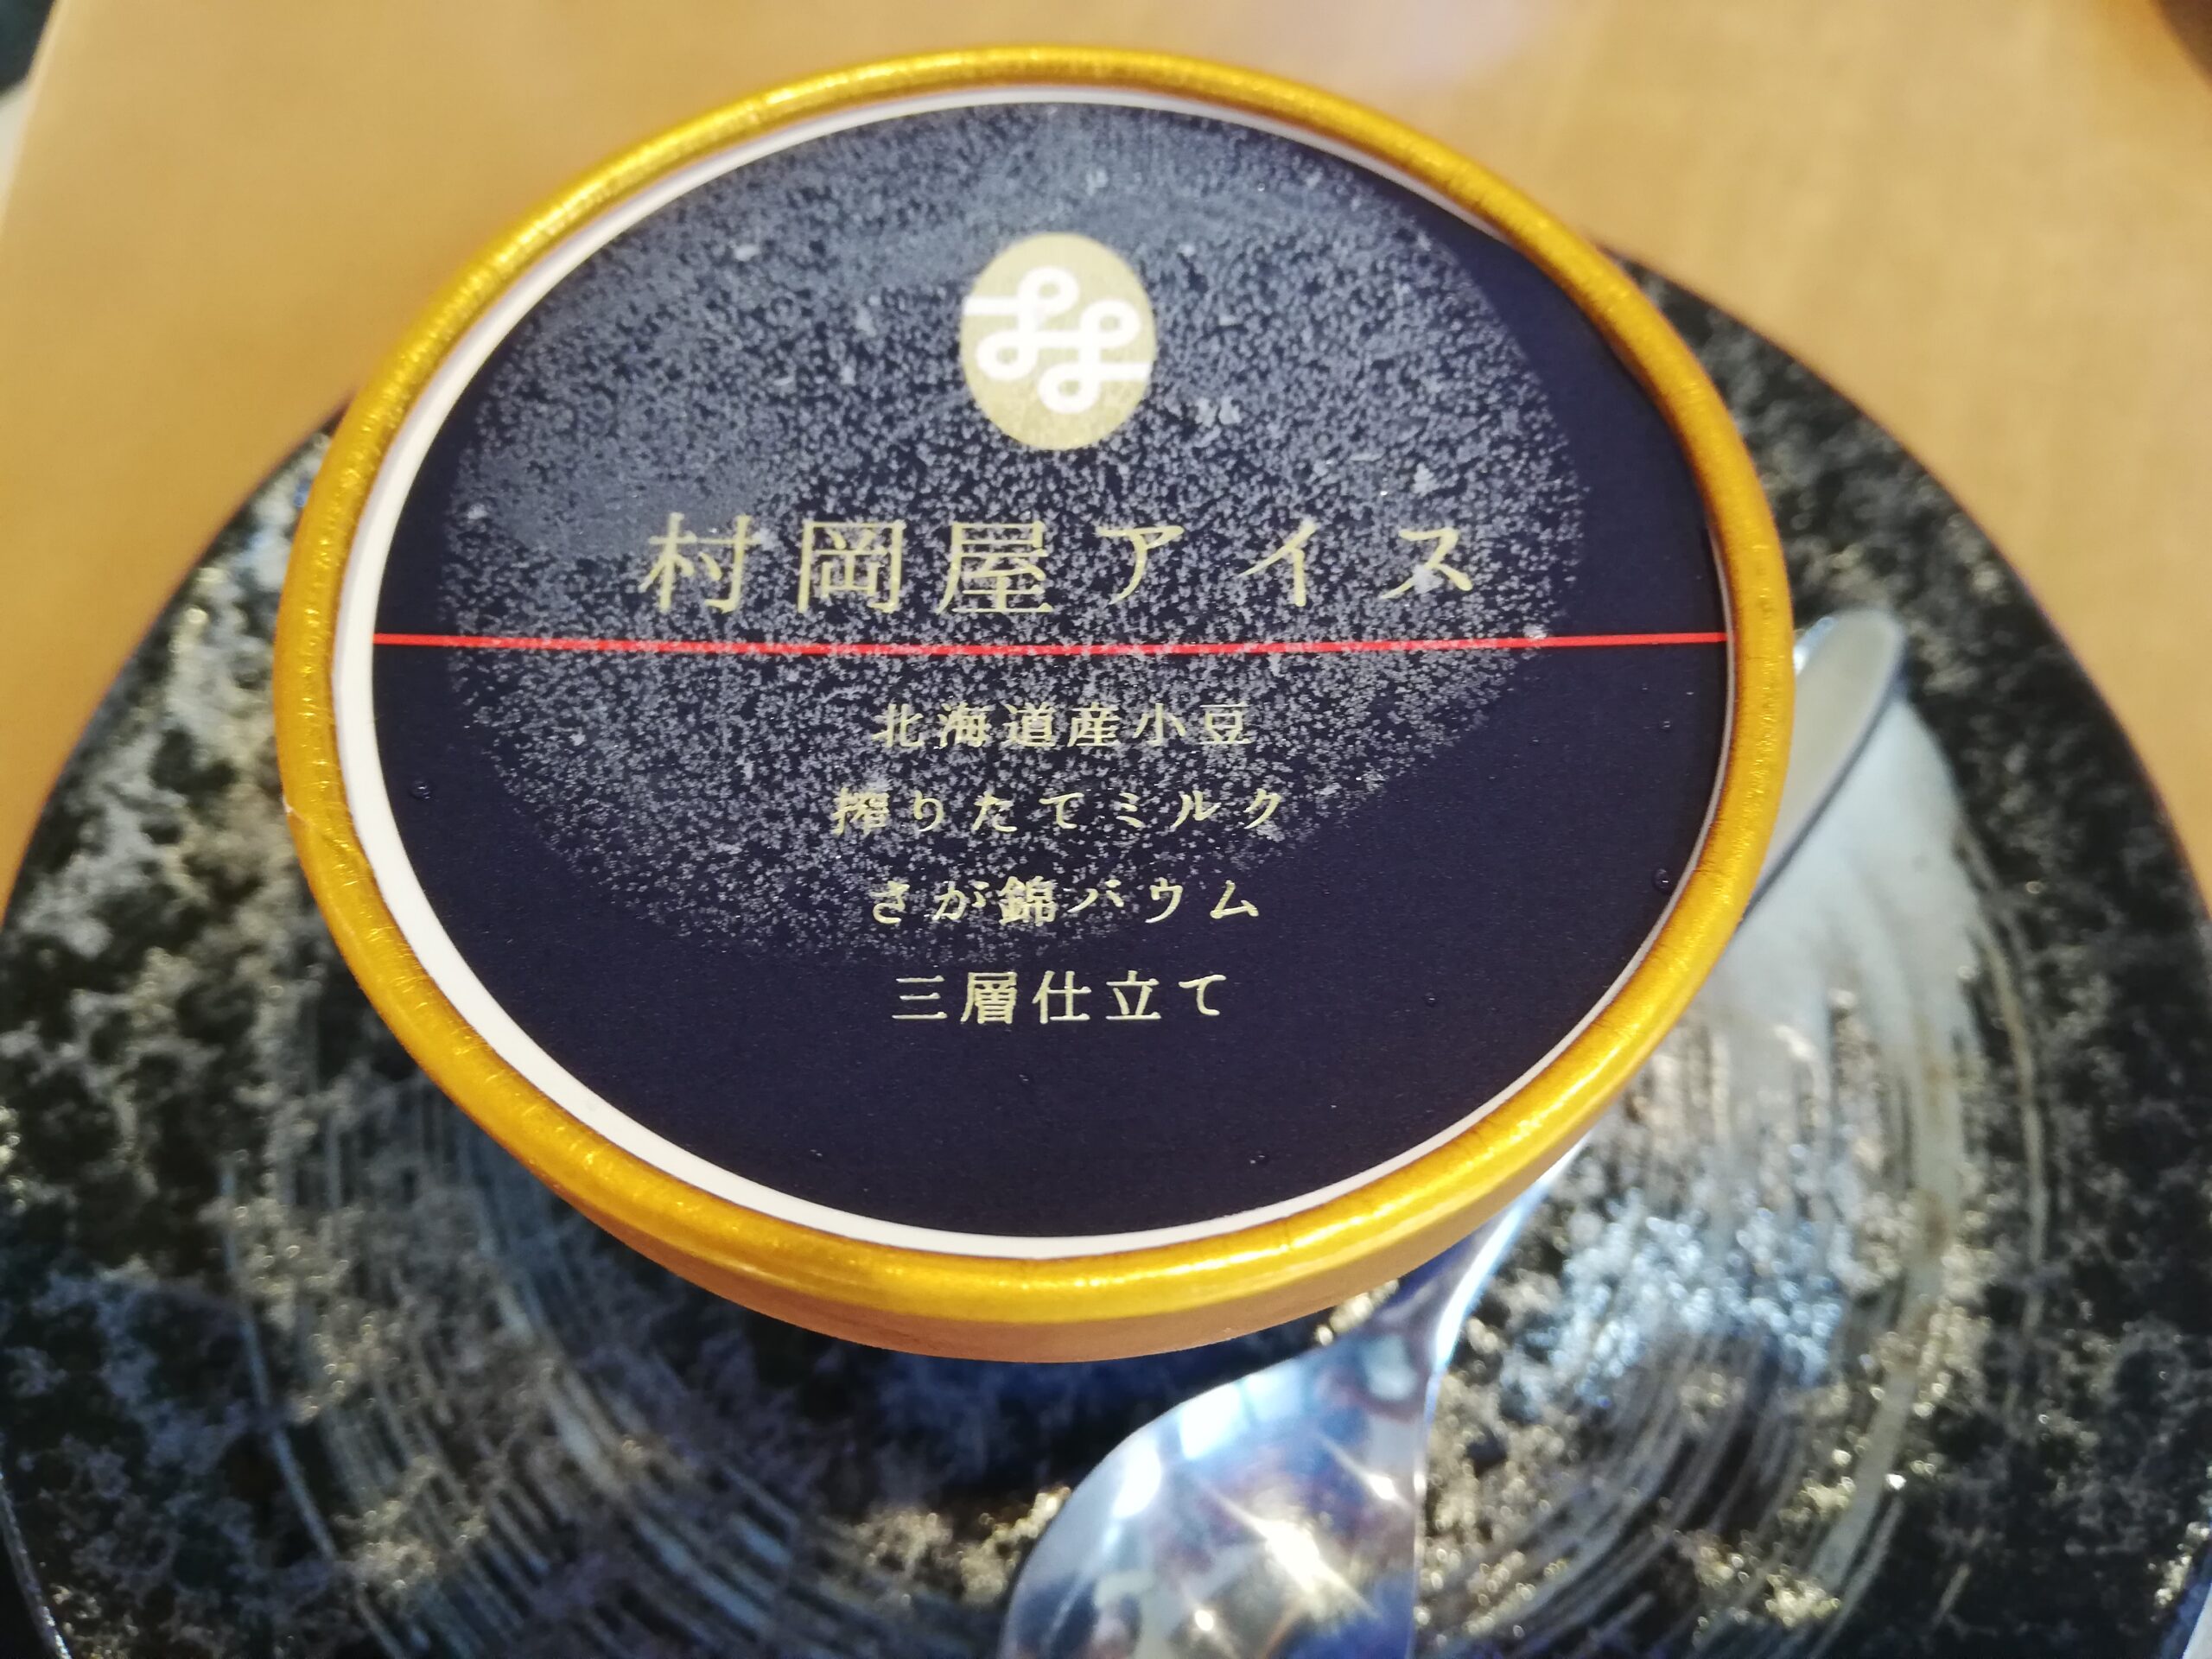 村岡屋アイス
北海道産小豆
搾りたてミルク
さが錦バウム
三層仕立て